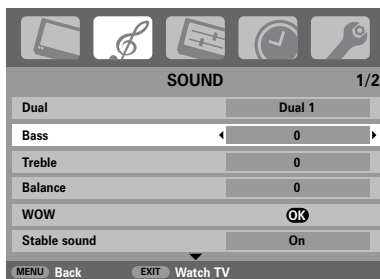 SOUND 1/2
Dual Dual 1
Bass 0
Treble 0
Balance 0
WOW OK
Stable sound On
MENU Back EXIT Watch TV